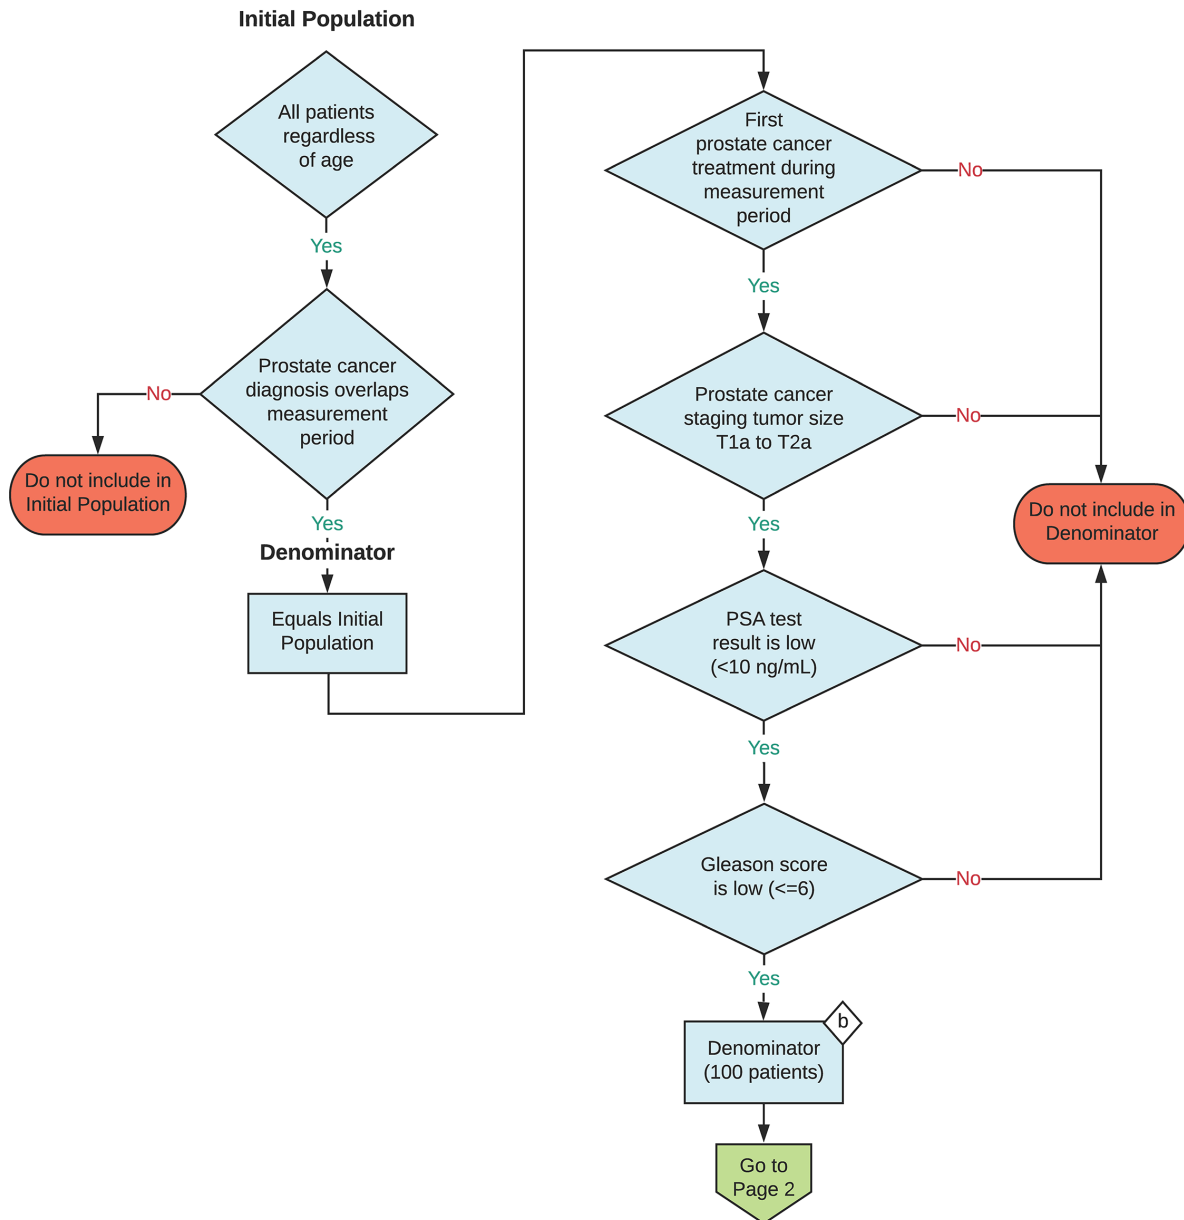 Initial Population
All patients
regardless
of age
Yes
Prostate cancer
diagnosis overlaps
measurement
period
No
Do not include in
Initial Population
Yes
Denominator
Equals Initial
Population
First
prostate cancer
treatment during
measurement
period
No
Yes
Prostate cancer
staging tumor size
T1a to T2a
No
Do not include in
Denominator
Yes
PSA test
result is low
(<10 ng/mL)
No
Yes
Gleason score
is low (<=6)
No
Yes
b
Denominator
(100 patients)
Go to
Page 2